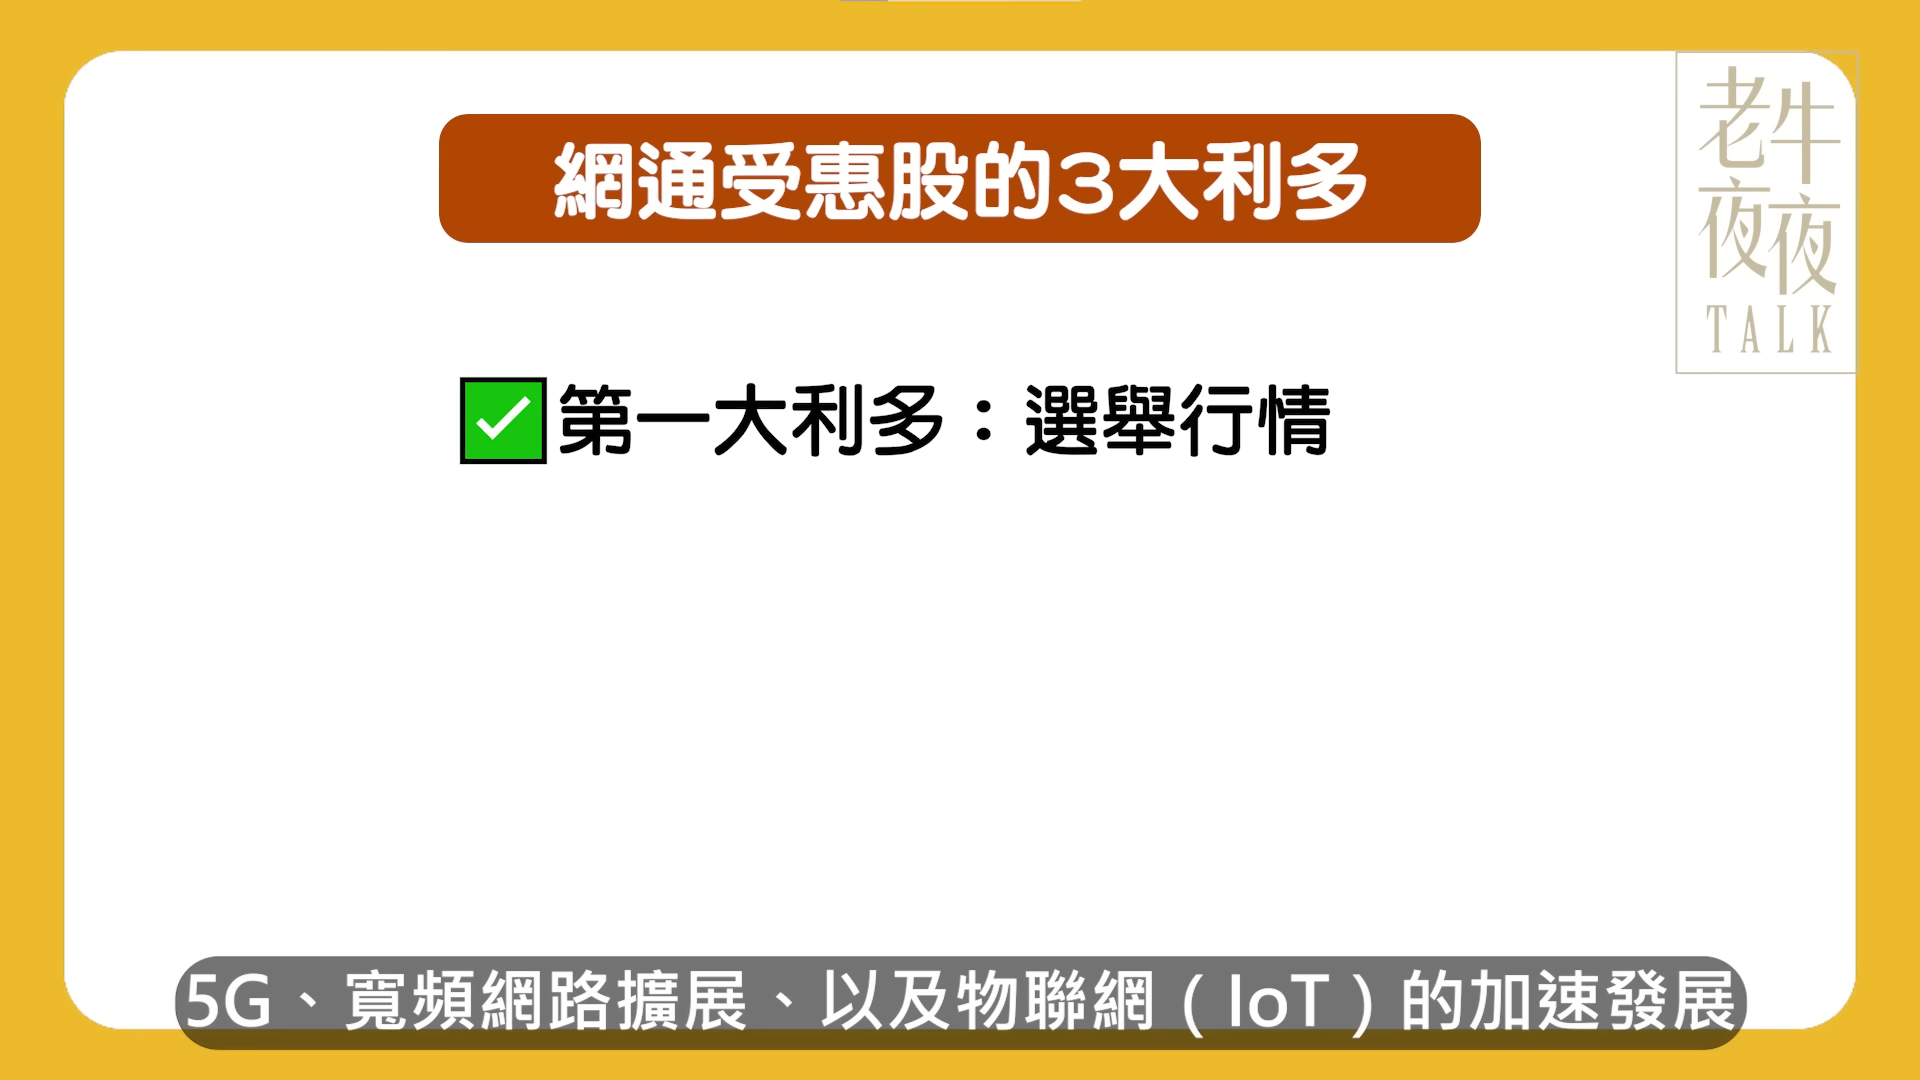 網通受惠股的3大利多
老牛
夜夜
TALK
第一大利多：選舉行情
5G、寬頻網路擴展、以及物聯網（IoT）的加速發展